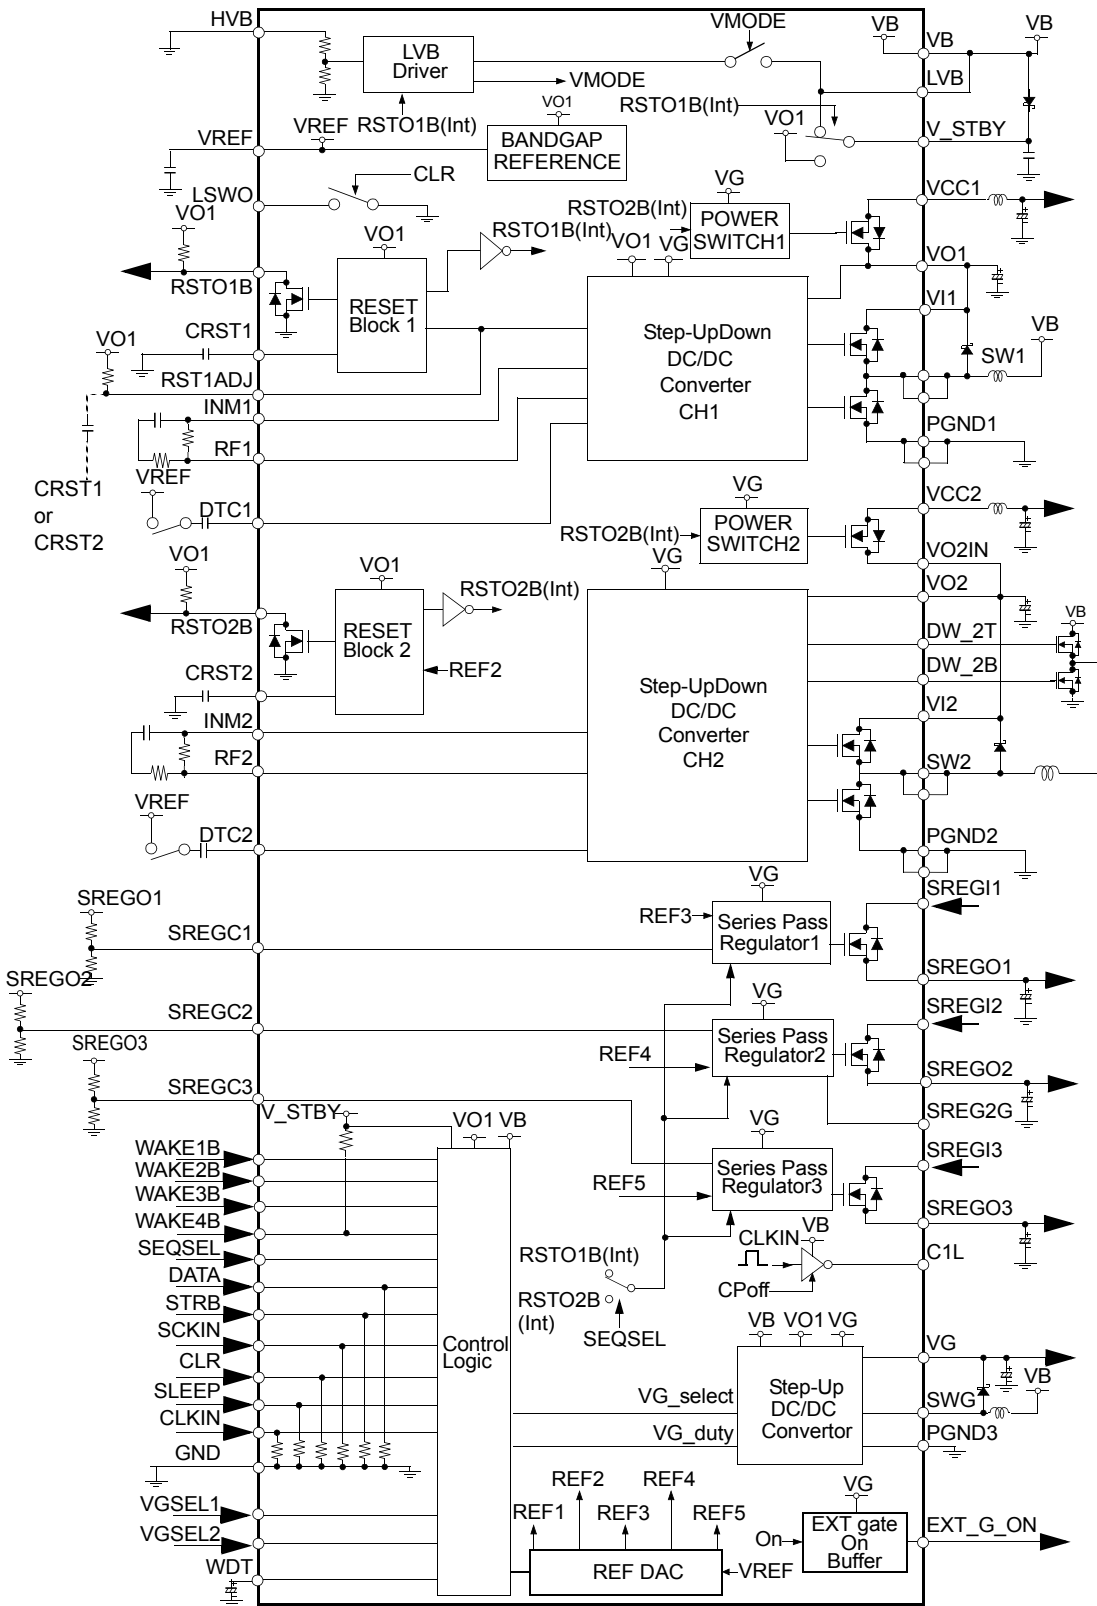 HVB
VMODE
VB
VB
VB
LVB
Driver
VMODE
LVB
RSTO1B(Int)
VO1
RSTO1B(Int)
VO1
VREF
VREF
BANDGAP
REFERENCE
V_STBY
CLR
LSWO
VG
VCC1
VO1
RSTO2B(Int)
POWER
SWITCH1
RSTO1B(Int)
VO1
VO1
VG
VO1
RSTO1B
RESET
Block 1
Step-UpDown
DC/DC
Converter
CH1
VI1
VB
CRST1
VO1
SW1
RST1ADJ
INM1
PGND1
RF1
VREF
CRST1
or
CRST2
DTC1
VG
VCC2
RSTO2B(Int)
POWER
SWITCH2
VO1
VO1
VG
VO2IN
RSTO2B(Int)
VO2
RSTO2B
RESET
Block 2
VB
DW_2T
REF2
CRST2
DW_2B
Step-UpDown
DC/DC
Converter
CH2
INM2
VI2
RF2
SW2
VREF
DTC2
PGND2
VG
SREGO1
SREGI1
REF3
Series Pass
Regulator1
SREGC1
SREGO1
SREGO2
VG
SREGI2
SREGC2
Series Pass
Regulator2
SREGO3
REF4
SREGO2
SREGC3
V_STBY
VO1
VB
SREG2G
VG
WAKE1B
SREGI3
WAKE2B
Series Pass
Regulator3
REF5
WAKE3B
SREGO3
WAKE4B
VB
CLKIN
SEQSEL
RSTO1B(Int)
C1L
DATA
CPoff
STRB
RSTO2B
(Int)
SEQSEL
SCKIN
Control
Logic
VB
VO1
VG
VG
CLR
SLEEP
VG_select
Step-Up
DC/DC
Convertor
VB
SWG
CLKIN
VG_duty
PGND3
GND
REF2
REF4
VG
VGSEL1
REF1
REF3
REF5
VGSEL2
On
EXT gate
On
Buffer
EXT_G_ON
WDT
REF DAC
VREF